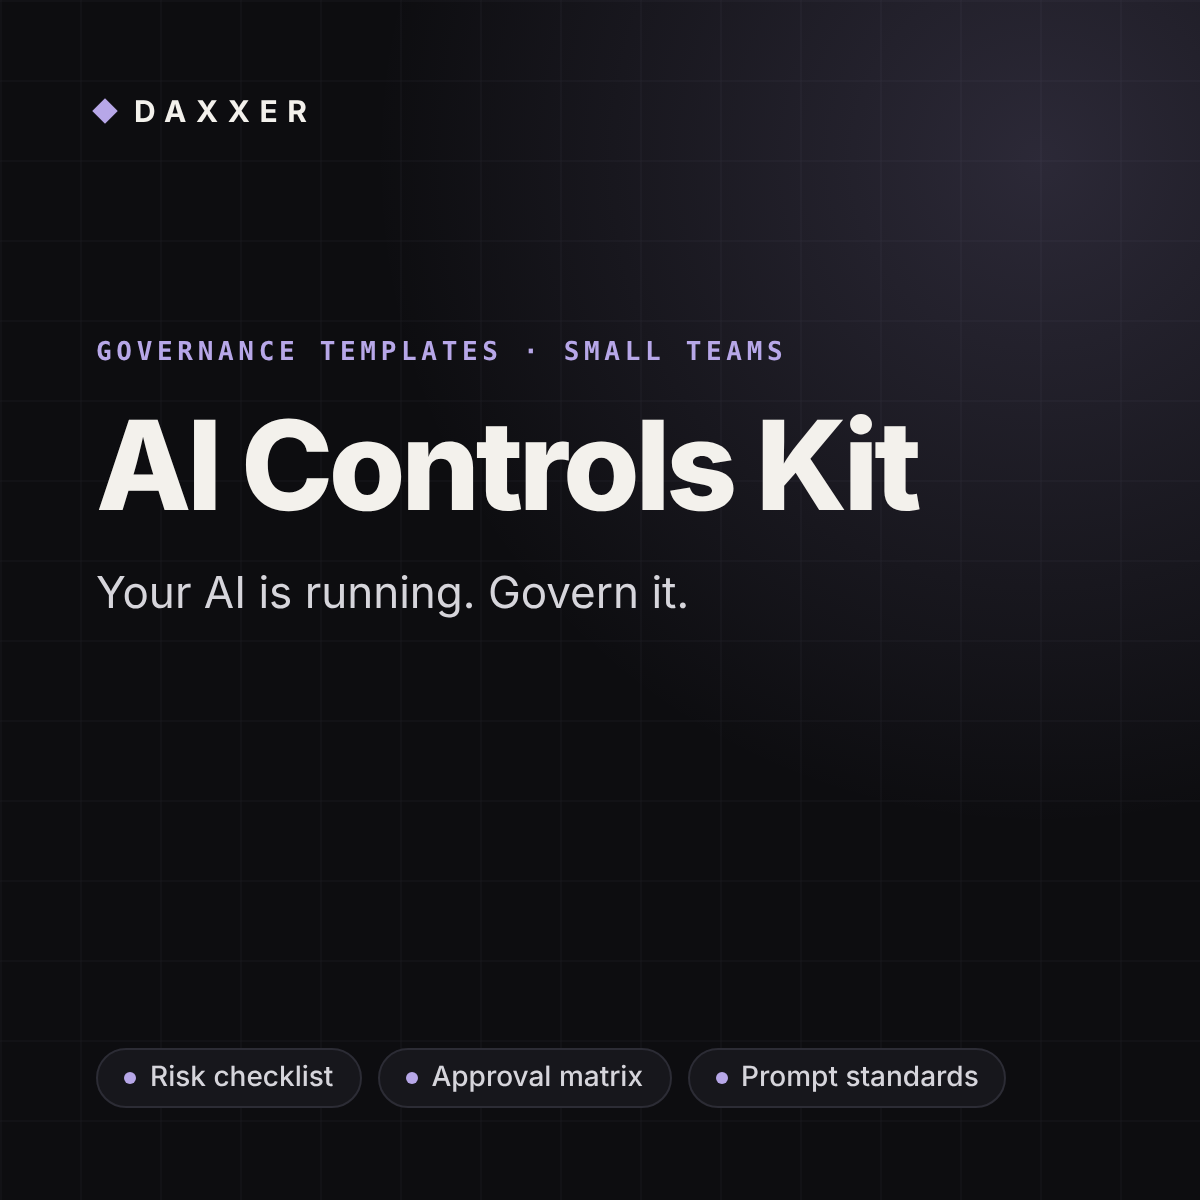 DAXXER
GOVERNANCE TEMPLATES · SMALL TEAMS
AI Controls Kit
Your AI is running. Govern it.
Risk checklist
Approval matrix
Prompt standards